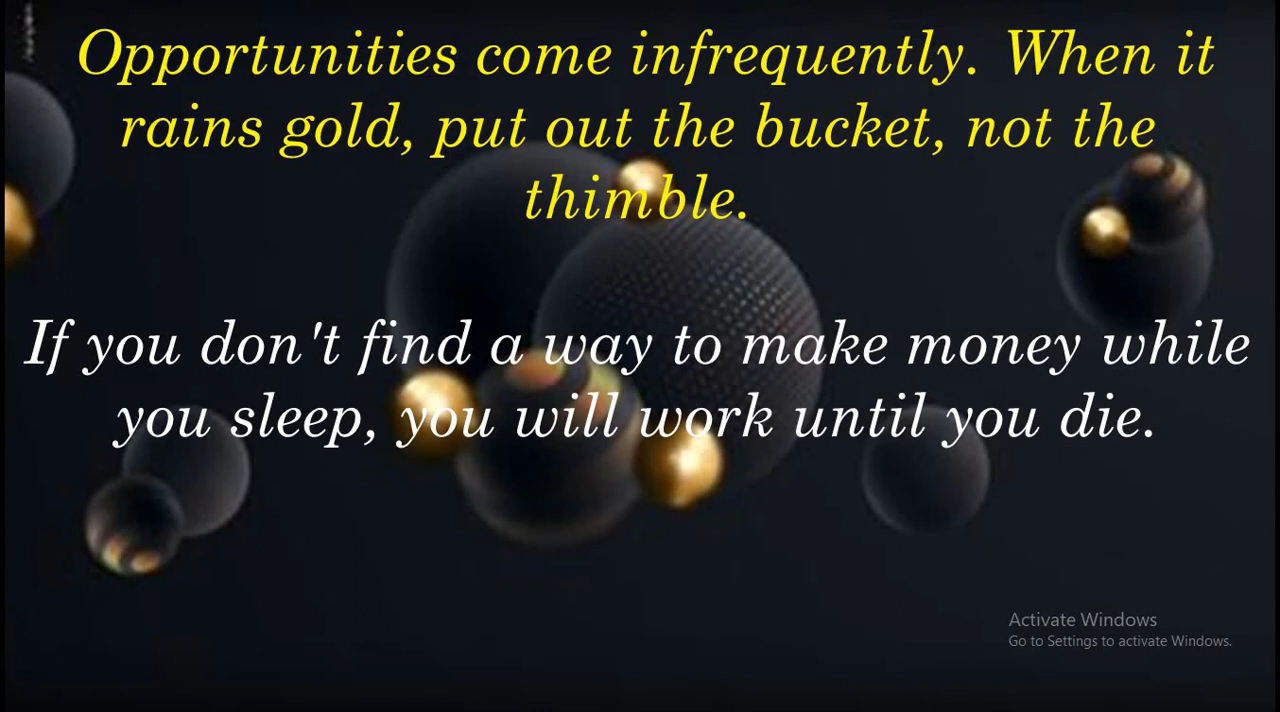 Opportunities come infrequently. When it
rains gold, put out the bucket, not the
thimble.
If you don't find a way to make money while
you sleep, you will work until you die.
Activate Windows
Go to Settings to activate Windows.